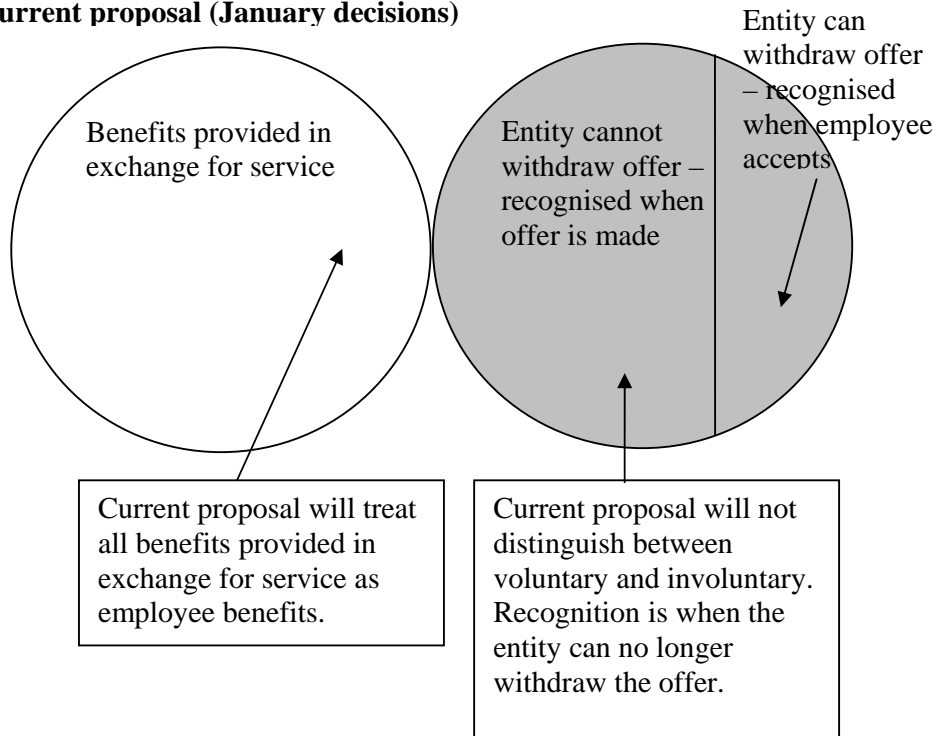 urrent proposal (January decisions)
Entity can
withdraw offer
– recognised
when employee
accepts
Benefits provided in
exchange for service
Entity cannot
withdraw offer –
recognised when
offer is made
Current proposal will treat
all benefits provided in
exchange for service as
employee benefits.
Current proposal will not
distinguish between
voluntary and involuntary.
Recognition is when the
entity can no longer
withdraw the offer.